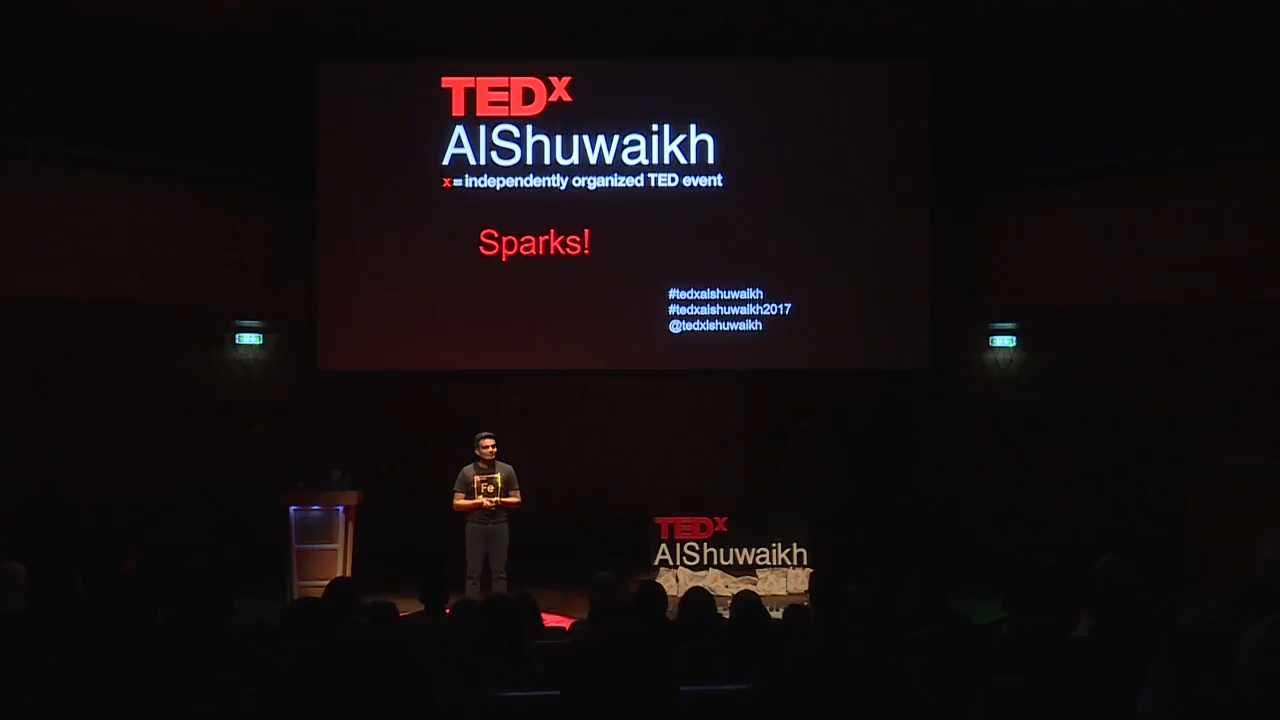 TEDx
AlShuwaikh
x=independently organized TED event
Sparks!
#tedxalshuwaikh
#tedxalshuwaikh2017
@tedxlshuwaikh
Fe
TEDx
AlShuwaikh